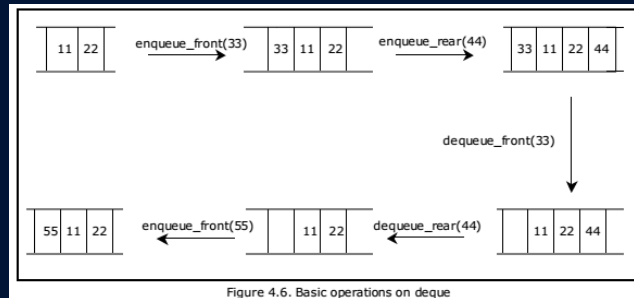 11 22
enqueue_front(33)
33 11 22
enqueue_rear(44)
33 11 22 44
dequeue_front(33)
55 11 22
enqueue_front(55)
11 22
dequeue_rear(44)
11 22 44
Figure 4.6. Basic operations on deque